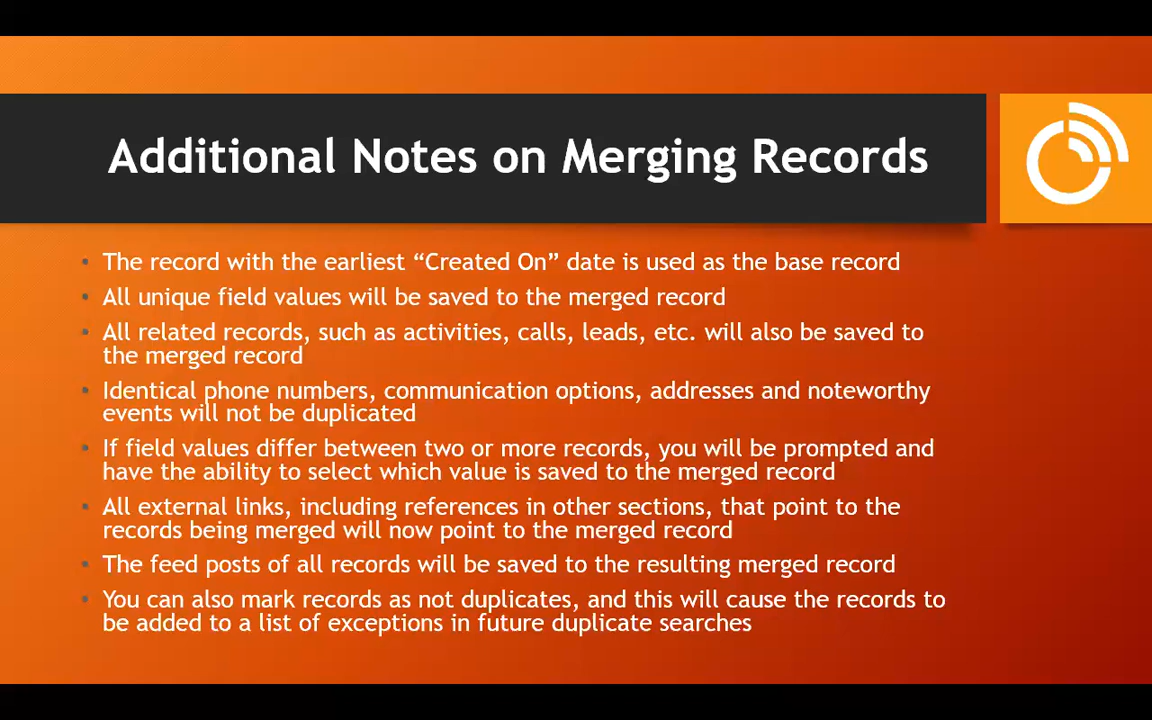 Additional Notes on Merging Records
• The record with the earliest “Created On” date is used as the base record
• All unique field values will be saved to the merged record
• All related records, such as activities, calls, leads, etc. will also be saved to
the merged record
• Identical phone numbers, communication options, addresses and noteworthy
events will not be duplicated
• If field values differ between two or more records, you will be prompted and
have the ability to select which value is saved to the merged record
• All external links, including references in other sections, that point to the
records being merged will now point to the merged record
• The feed posts of all records will be saved to the resulting merged record
• You can also mark records as not duplicates, and this will cause the records to
be added to a list of exceptions in future duplicate searches